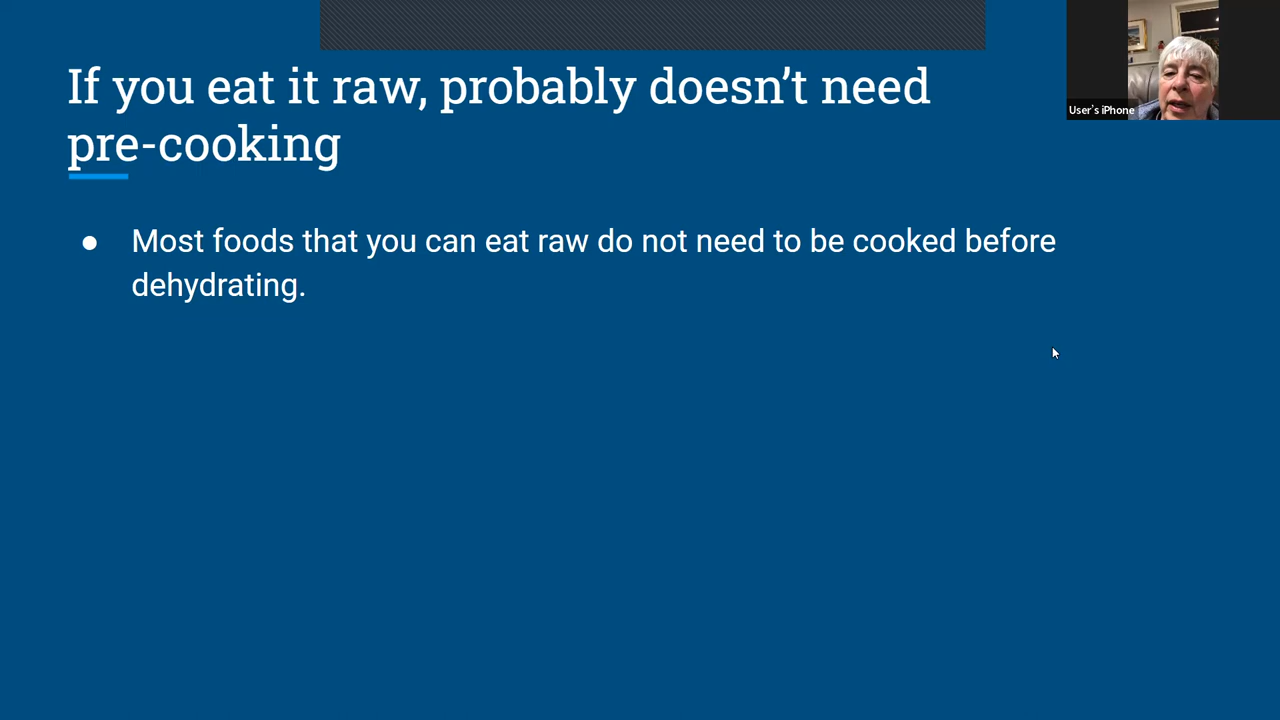 If you eat it raw, probably doesn’t need
pre-cooking
● Most foods that you can eat raw do not need to be cooked before
dehydrating.
User's iPhone